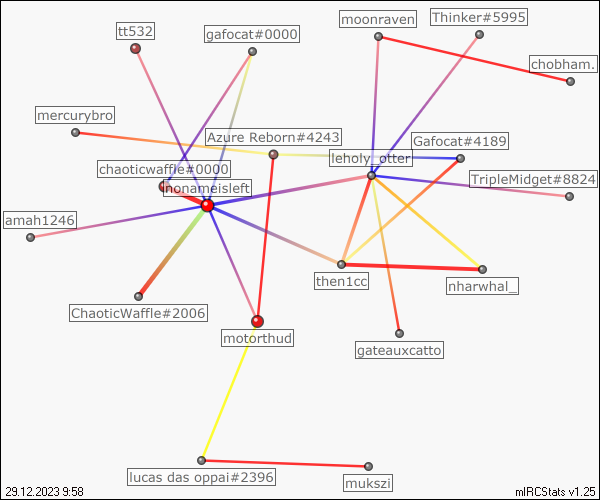 moonraven
Thinker#5995
tt532
gafocat#0000
chobham.
mercurybro
Azure Reborn#4243
Gafocat#4189
leholy_otter
chaoticwaffle#0000
TripleMidget#8824
nonameisleft
amah1246
then1cc
nharwhal_
ChaoticWaffle#2006
motorthud
gateauxcatto
lucas das oppai#2396
mukszi
29.12.2023 9:58
mIRCStats v1.25